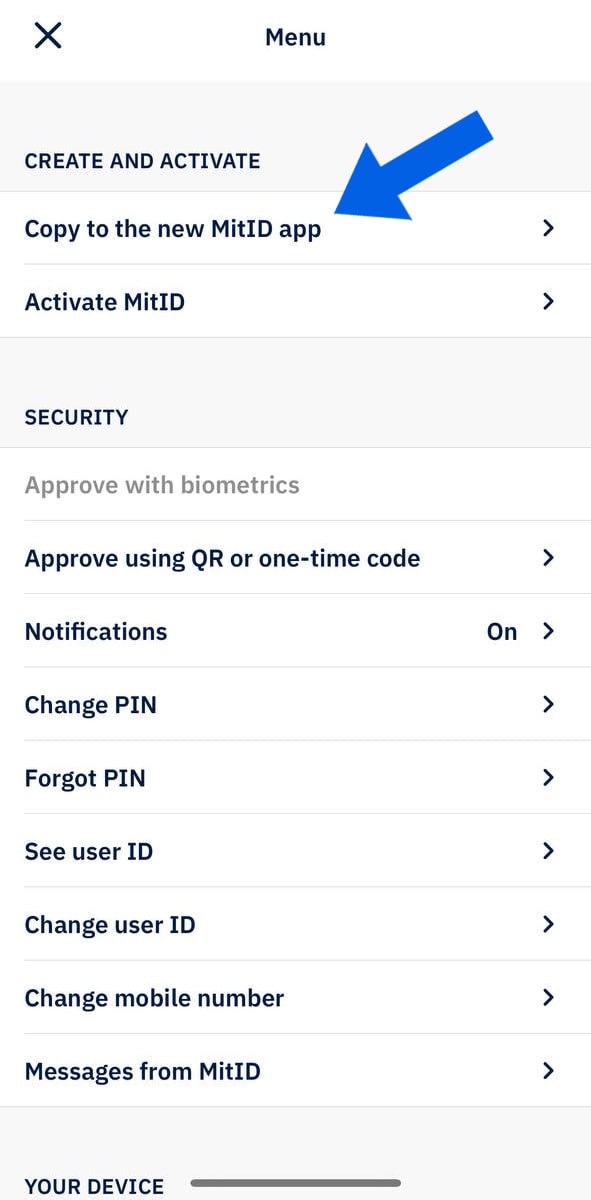 Menu
CREATE AND ACTIVATE
Copy to the new MitID app
Activate MitID
SECURITY
Approve with biometrics
Approve using QR or one-time code
Notifications On
Change PIN
Forgot PIN
See user ID
Change user ID
Change mobile number
Messages from MitID
YOUR DEVICE